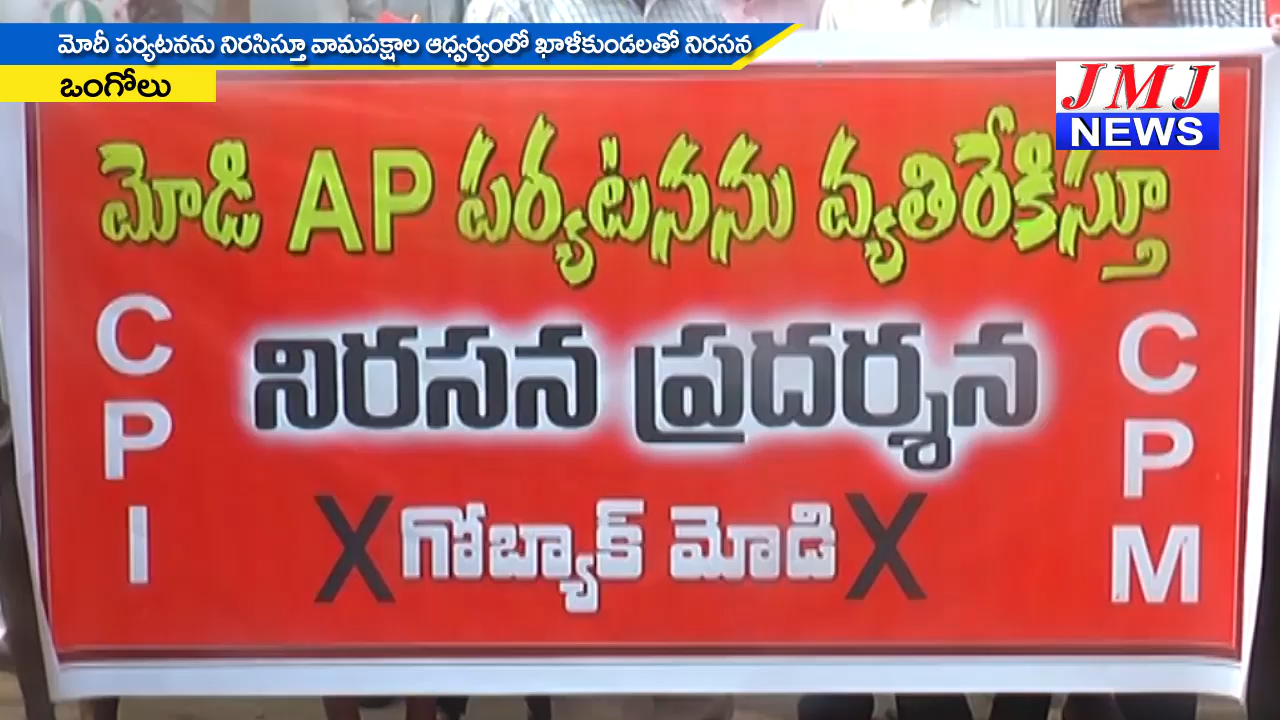 మోదీ పర్యటనను నిరసిస్తూ వామపక్షాల ఆధ్వర్యంలో ఖాళీకుండలతో నిరసన
ఒంగోలు
JMJ
NEWS
మోడి AP పర్యటనను వ్యతిరేకిస్తూ
నిరసన ప్రదర్శన
X గోబ్యాక్ మోడి X
CPI
CPM